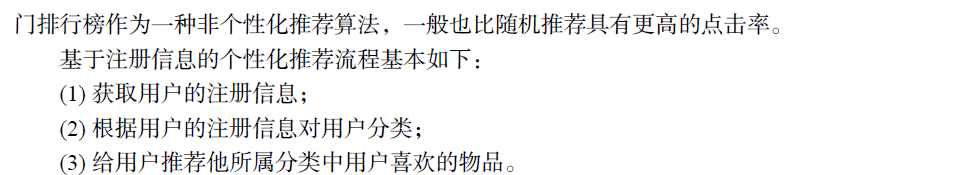 门排行榜作为一种非个性化推荐算法，一般也比随机推荐具有更高的点击率。
基于注册信息的个性化推荐流程基本如下：
(1) 获取用户的注册信息；
(2) 根据用户的注册信息对用户分类；
(3) 给用户推荐他所属分类中用户喜欢的物品。